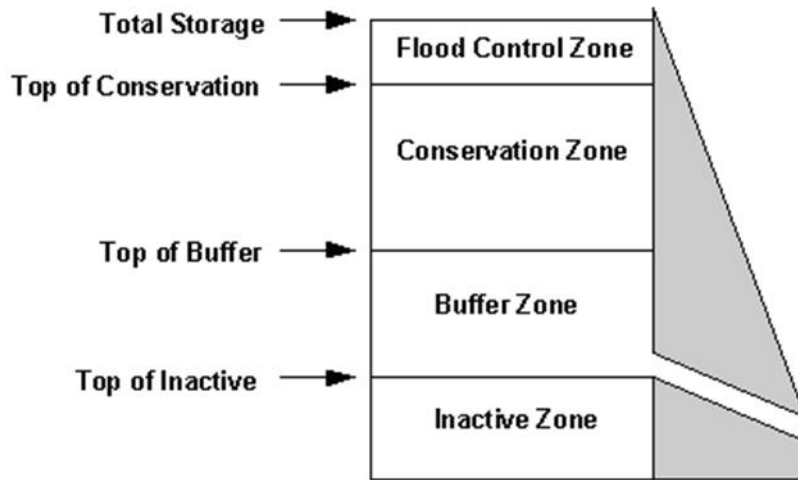 Total Storage
Flood Control Zone
Top of Conservation
Conservation Zone
Top of Buffer
Buffer Zone
Top of Inactive
Inactive Zone